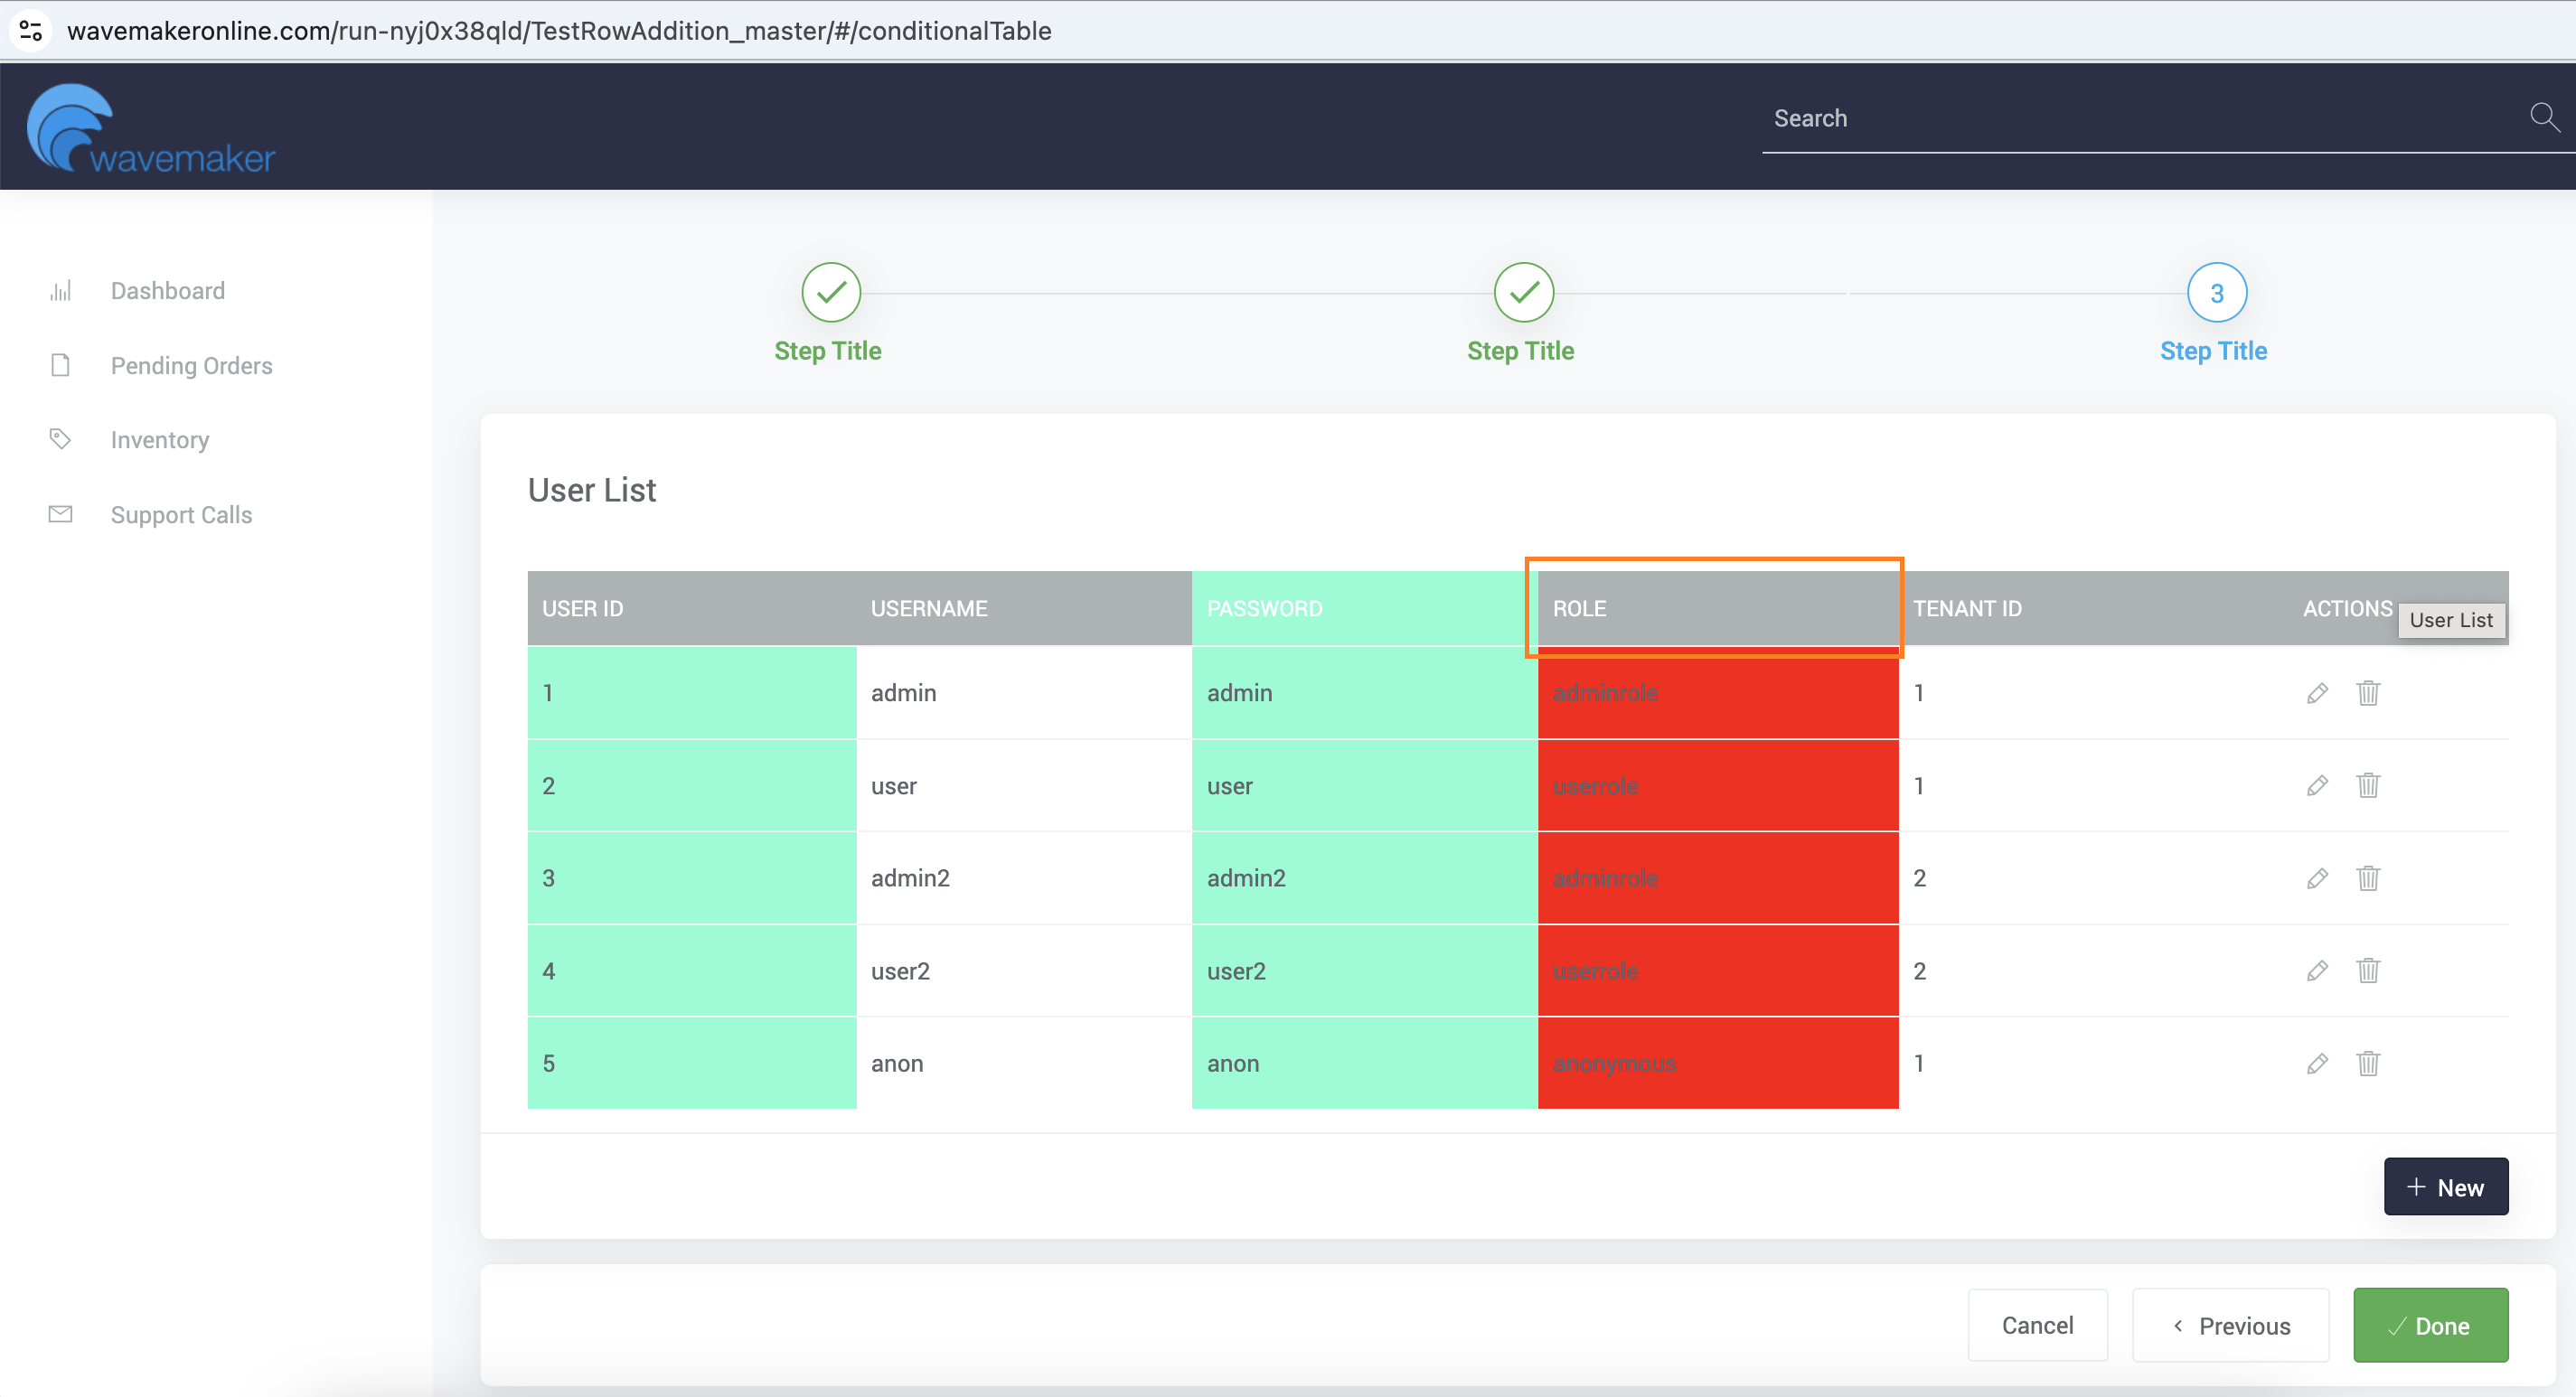 wavemakeronline.com/run-nyj0x38qld/TestRowAddition_master/#/conditionalTable
wavemaker
Search
Dashboard
Pending Orders
Inventory
Support Calls
3
Step Title Step Title Step Title
User List
USER ID USERNAME PASSWORD ROLE TENANT ID ACTIONS
User List
1 admin admin adminrole 1
2 user user userrole 1
3 admin2 admin2 adminrole 2
4 user2 user2 userrole 2
5 anon anon anonymous 1
+ New
Cancel Previous Done